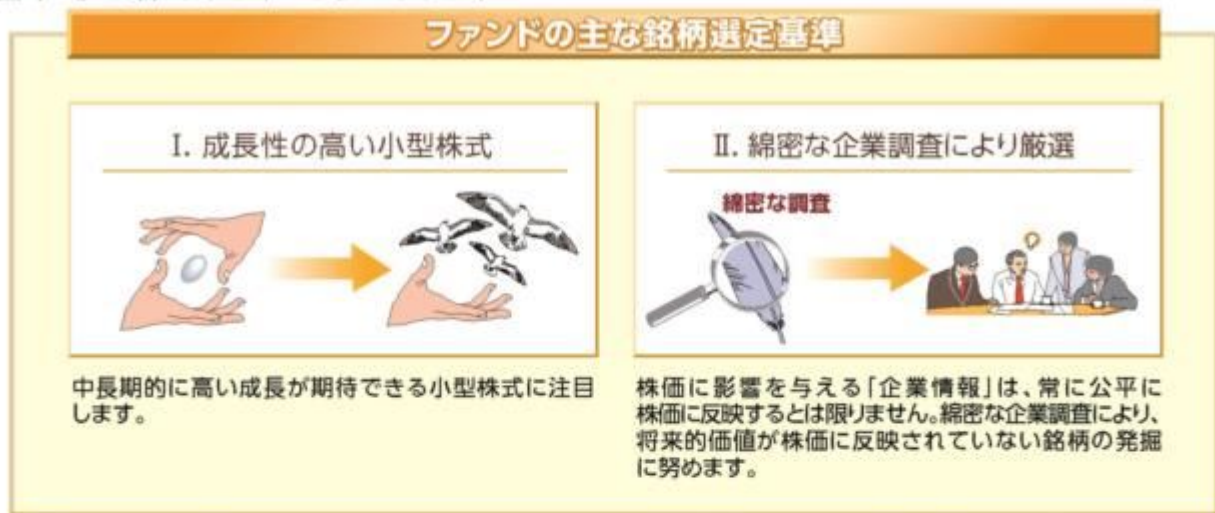 ファンドの主な銘柄選定基準
Ⅰ. 成長性の高い小型株式
中長期的に高い成長が期待できる小型株式に注目
します。
Ⅱ. 綿密な企業調査により厳選
綿密な調査
株価に影響を与える「企業情報」は、常に公平に
株価に反映するとは限りません。綿密な企業調査により、
将来的価値が株価に反映されていない銘柄の発掘
に努めます。